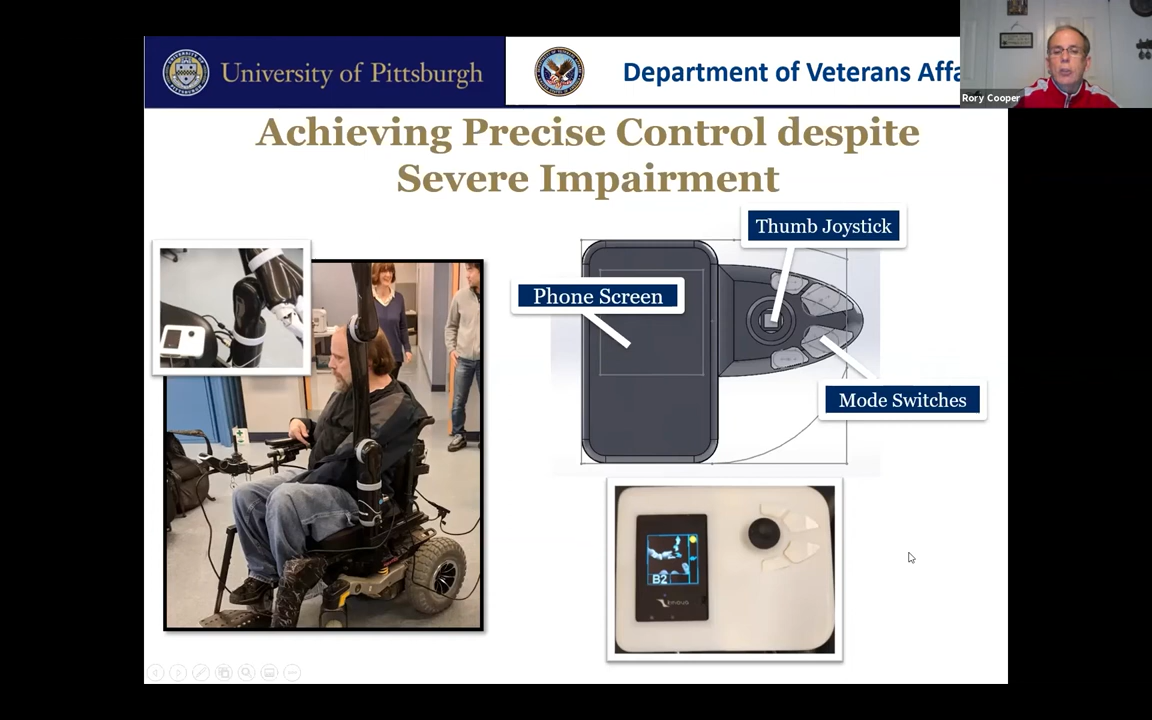 University of Pittsburgh
Department of Veterans Affa
Rory Cooper
Achieving Precise Control despite
Severe Impairment
Thumb Joystick
Phone Screen
Mode Switches
B2